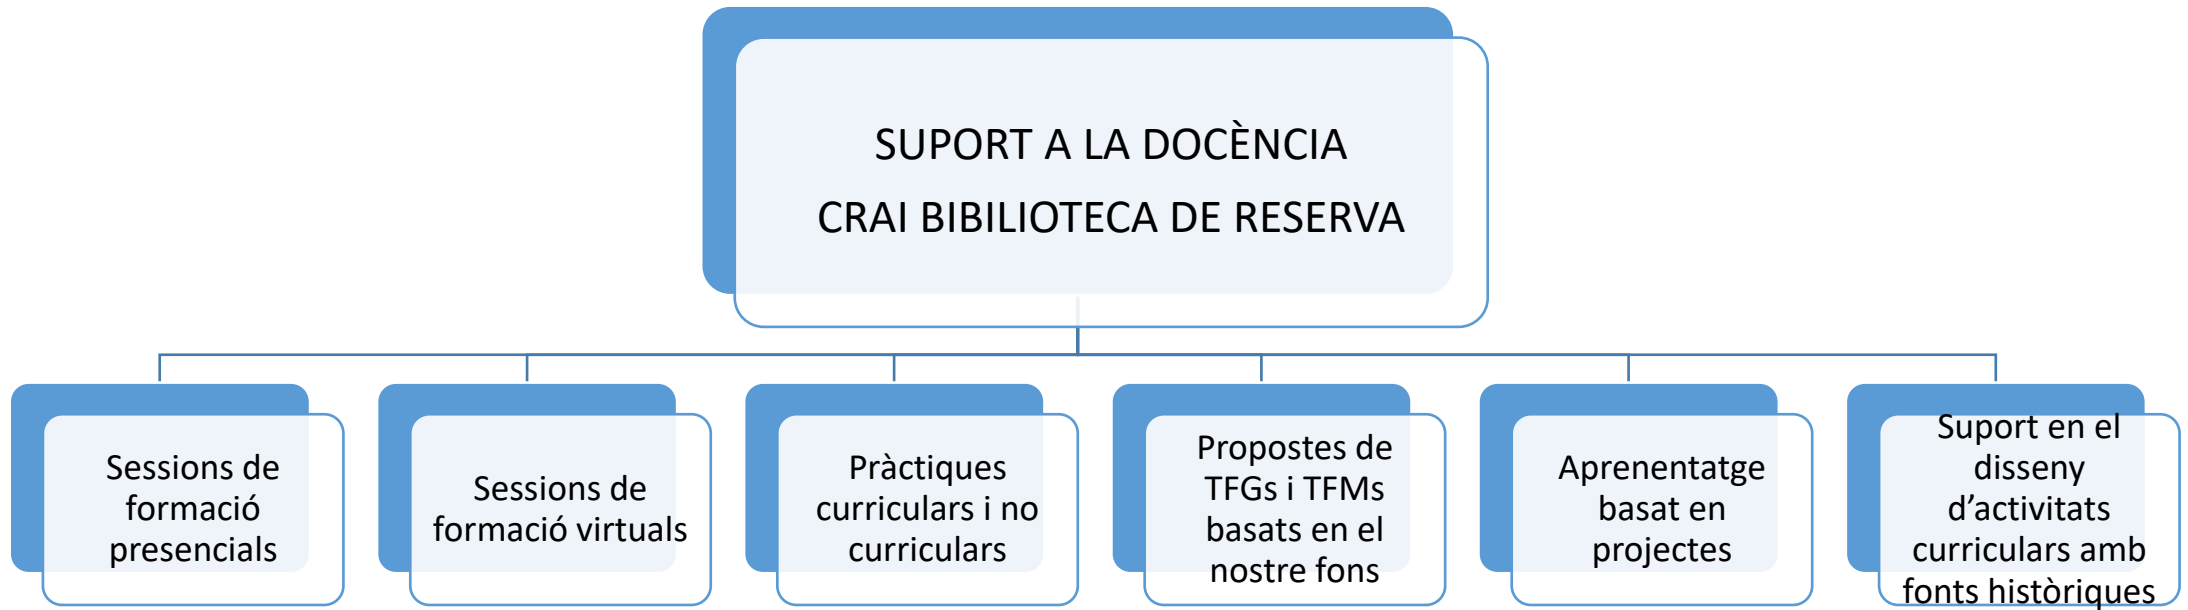 SUPORT A LA DOCÈNCIA
CRAI BIBILIOTECA DE RESERVA
Sessions de
formació
presencials
Sessions de
formació virtuals
Pràctiques
curriculars i no
curriculars
Propostes de
TFGs i TFMs
basats en el
nostre fons
Aprenentatge
basat en
projectes
Suport en el
disseny
d’activitats
curriculars amb
fonts històriques